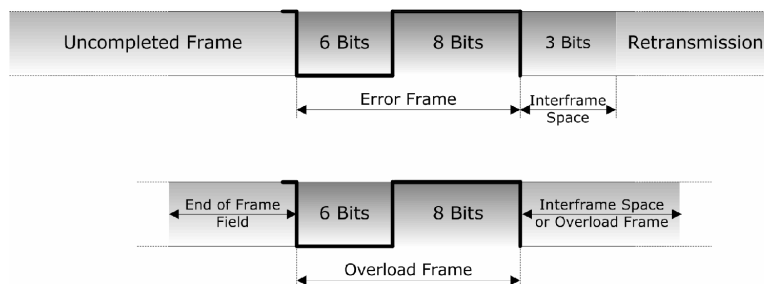 Uncompleted Frame 6 Bits 8 Bits 3 Bits Retransmission
Error Frame
Interframe
Space
End of Frame
Field
6 Bits 8 Bits
Interframe Space
or Overload Frame
Overload Frame